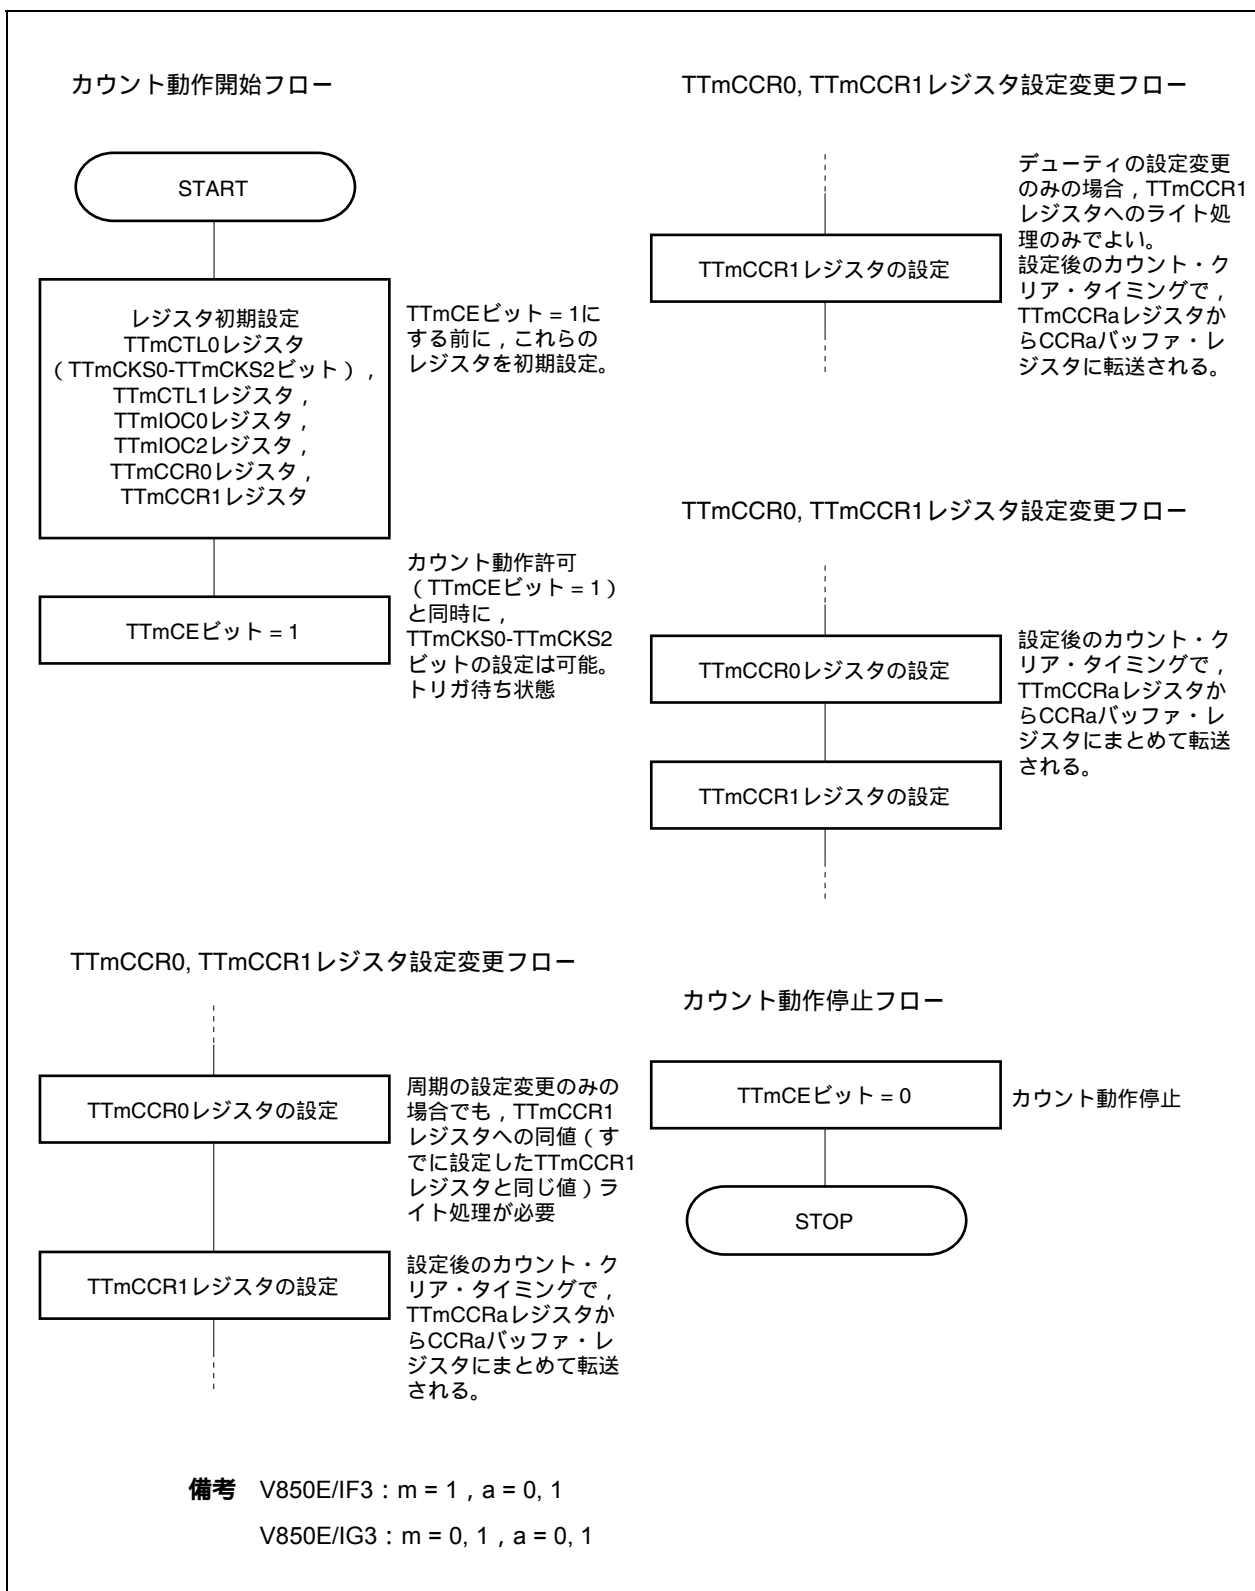 カウント動作開始フロー
START
レジスタ初期設定
TTmCTL0レジスタ
（TTmCKS0-TTmCKS2ビット），
TTmCTL1レジスタ，
TTmIOC0レジスタ，
TTmIOC2レジスタ，
TTmCCR0レジスタ，
TTmCCR1レジスタ
TTmCEビット = 1に
する前に，これらの
レジスタを初期設定。
TTmCEビット = 1
カウント動作許可
（TTmCEビット = 1）
と同時に，
TTmCKS0-TTmCKS2
ビットの設定は可能。
トリガ待ち状態
TTmCCR0, TTmCCR1レジスタ設定変更フロー
TTmCCR0レジスタの設定
周期の設定変更のみの
場合でも，TTmCCR1
レジスタへの同値（す
でに設定したTTmCCR1
レジスタと同じ値）ラ
イト処理が必要
TTmCCR1レジスタの設定
設定後のカウント・ク
リア・タイミングで，
TTmCCRaレジスタか
らCCRaバッファ・レ
ジスタにまとめて転送
される。
TTmCCR0, TTmCCR1レジスタ設定変更フロー
TTmCCR1レジスタの設定
デューティの設定変更
のみの場合，TTmCCR1
レジスタへのライト処
理のみでよい。
設定後のカウント・ク
リア・タイミングで，
TTmCCRaレジスタか
らCCRaバッファ・レ
ジスタに転送される。
TTmCCR0, TTmCCR1レジスタ設定変更フロー
TTmCCR0レジスタの設定
設定後のカウント・ク
リア・タイミングで，
TTmCCRaレジスタか
らCCRaバッファ・レ
ジスタにまとめて転送
される。
TTmCCR1レジスタの設定
カウント動作停止フロー
TTmCEビット = 0
カウント動作停止
STOP
備考 V850E/IF3：m = 1，a = 0, 1
V850E/IG3：m = 0, 1，a = 0, 1